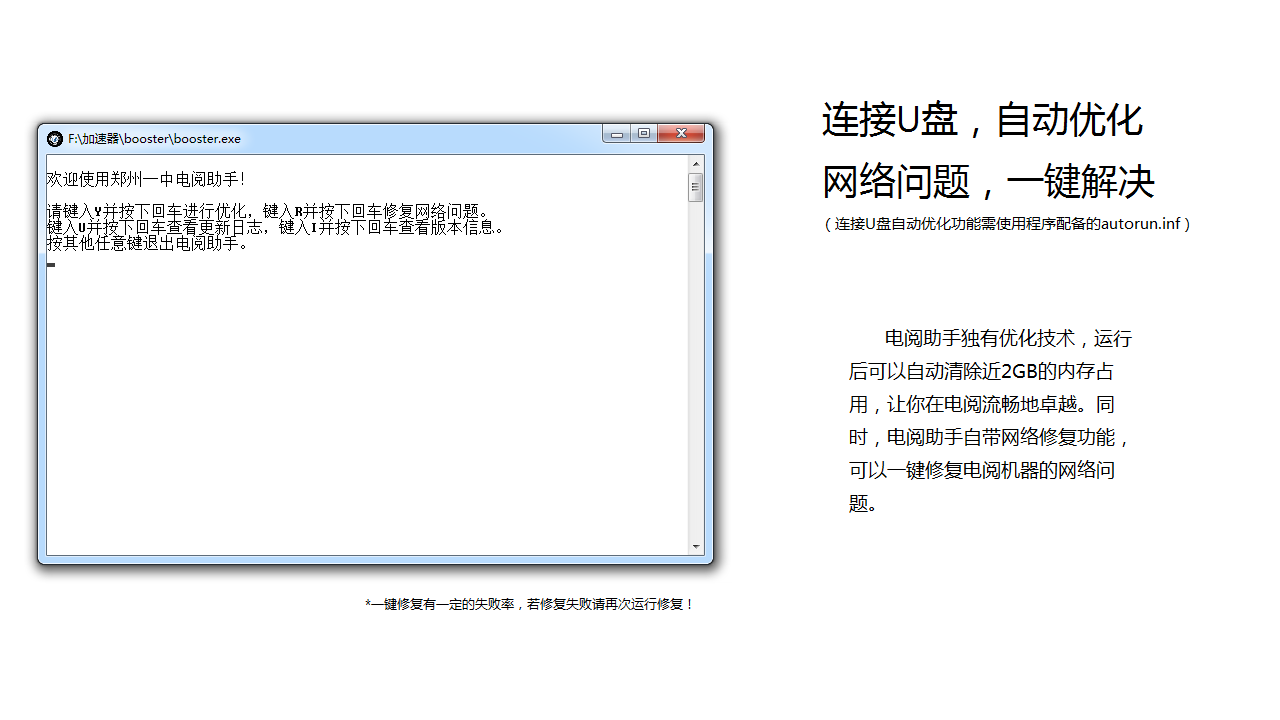 F:\加速器\booster\booster.exe
欢迎使用郑州一中电阅助手！
请键入Y并按下回车进行优化，键入R并按下回车修复网络问题。
键入U并按下回车查看更新日志，键入I并按下回车查看版本信息。
按其他任意键退出电阅助手。
*一键修复有一定的失败率，若修复失败请再次运行修复！
连接U盘，自动优化
网络问题，一键解决
（连接U盘自动优化功能需使用程序配备的autorun.inf）
电阅助手独有优化技术，运行
后可以自动清除近2GB的内存占
用，让你在电阅流畅地卓越。同
时，电阅助手自带网络修复功能，
可以一键修复电阅机器的网络问
题。